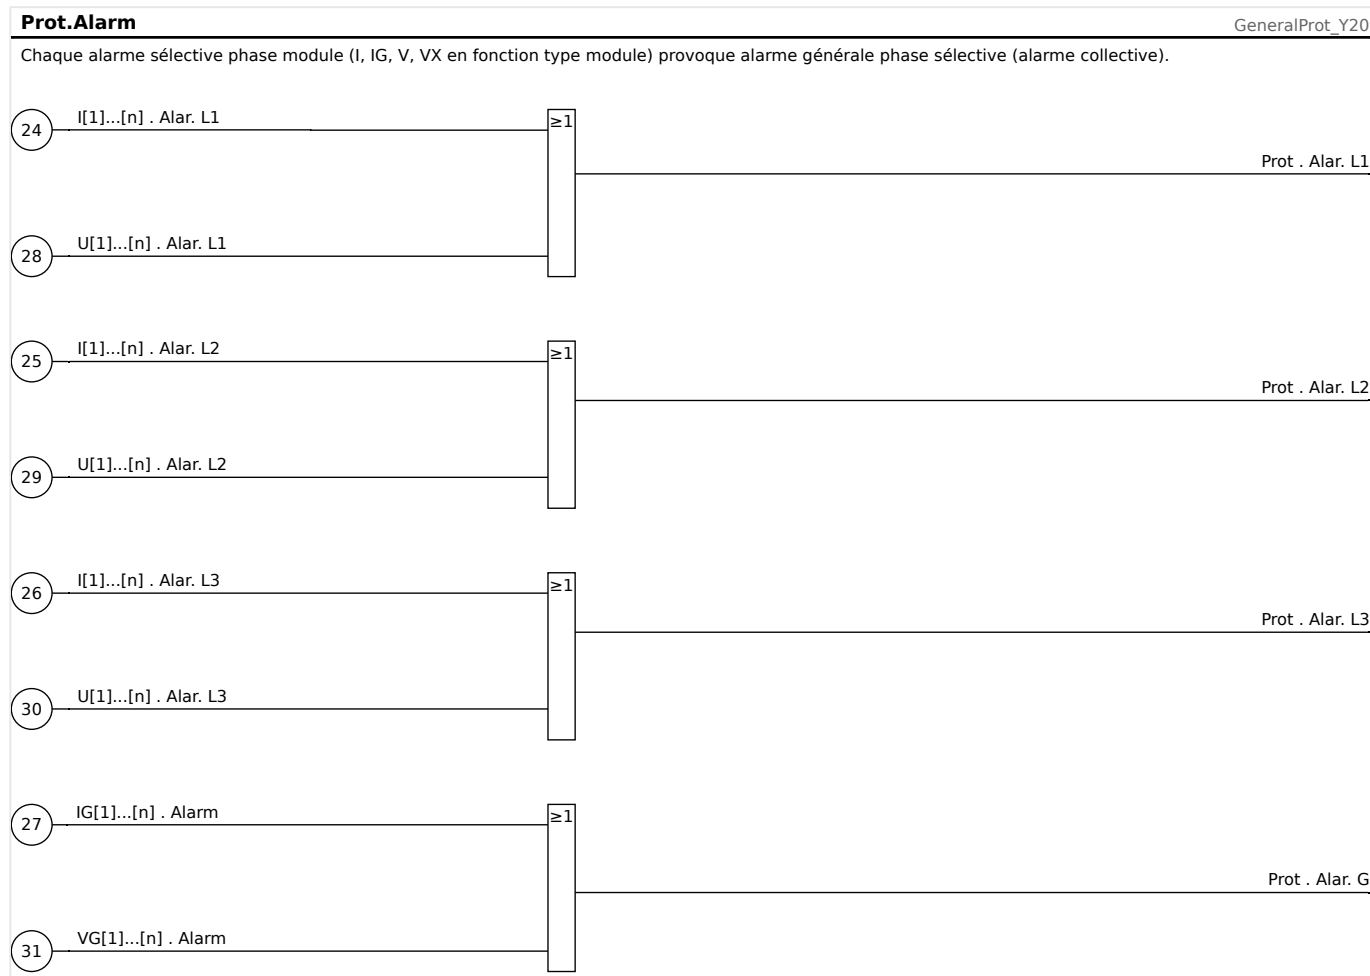 Prot.Alarm
GeneralProt_Y20
Chaque alarme sélective phase module (I, IG, V, VX en fonction type module) provoque alarme générale phase sélective (alarme collective).
24
I[1]...[n] . Alar. L1
≥1
Prot . Alar. L1
28
U[1]...[n] . Alar. L1
25
I[1]...[n] . Alar. L2
≥1
Prot . Alar. L2
29
U[1]...[n] . Alar. L2
26
I[1]...[n] . Alar. L3
≥1
Prot . Alar. L3
30
U[1]...[n] . Alar. L3
27
IG[1]...[n] . Alarm
≥1
Prot . Alar. G
31
VG[1]...[n] . Alarm